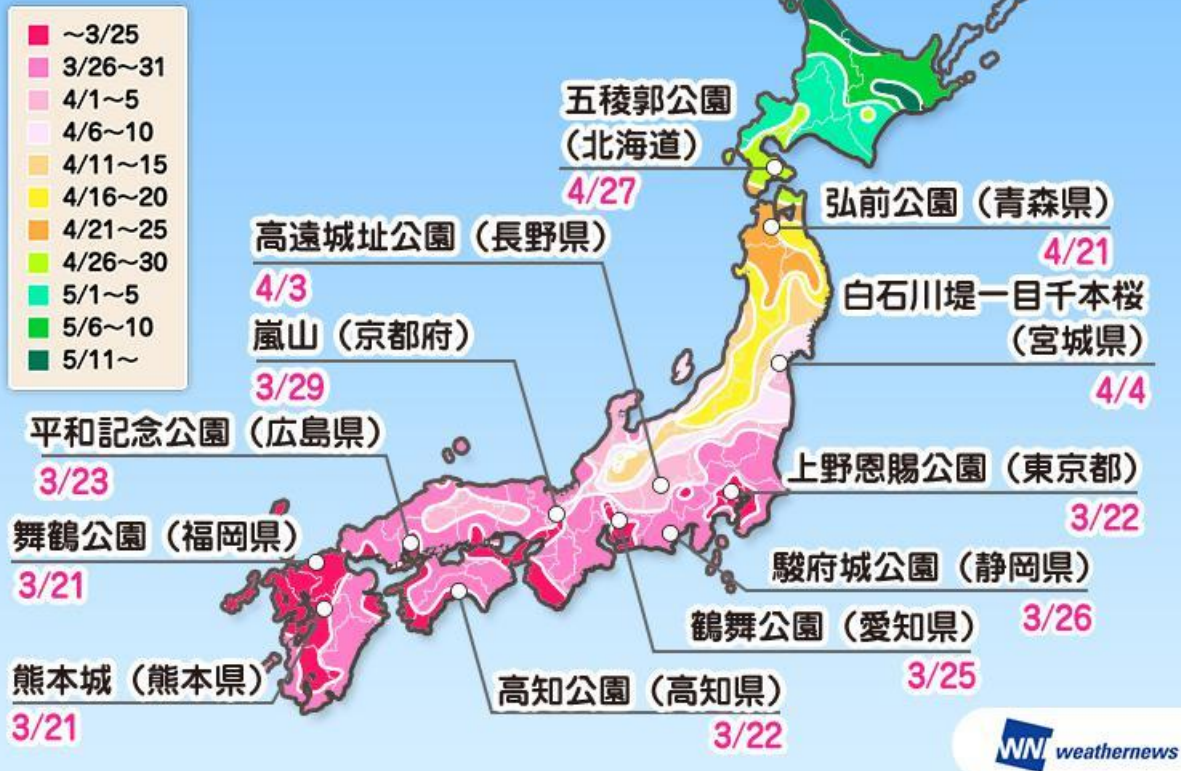 ～3/25
3/26～31
4/1～5
4/6～10
4/11～15
4/16～20
4/21～25
4/26～30
5/1～5
5/6～10
5/11～
五稜郭公園
（北海道）
4/27
弘前公園（青森県）
4/21
高遠城址公園（長野県）
4/3
白石川堤一目千本桜
（宮城県）
4/4
嵐山（京都府）
3/29
平和記念公園（広島県）
3/23
上野恩賜公園（東京都）
3/22
舞鶴公園（福岡県）
3/21
駿府城公園（静岡県）
3/26
鶴舞公園（愛知県）
3/25
熊本城（熊本県）
3/21
高知公園（高知県）
3/22
WNI weathernews